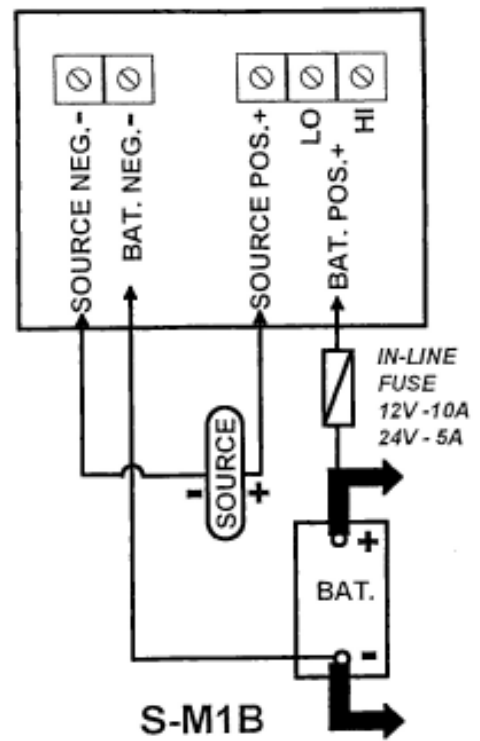 SOURCE NEG.-
BAT. NEG.-
SOURCE POS.+
LO
BAT. POS.+
HI
IN-LINE
FUSE
12V -10A
24V - 5A
- SOURCE +
+
BAT.
-
S-M1B